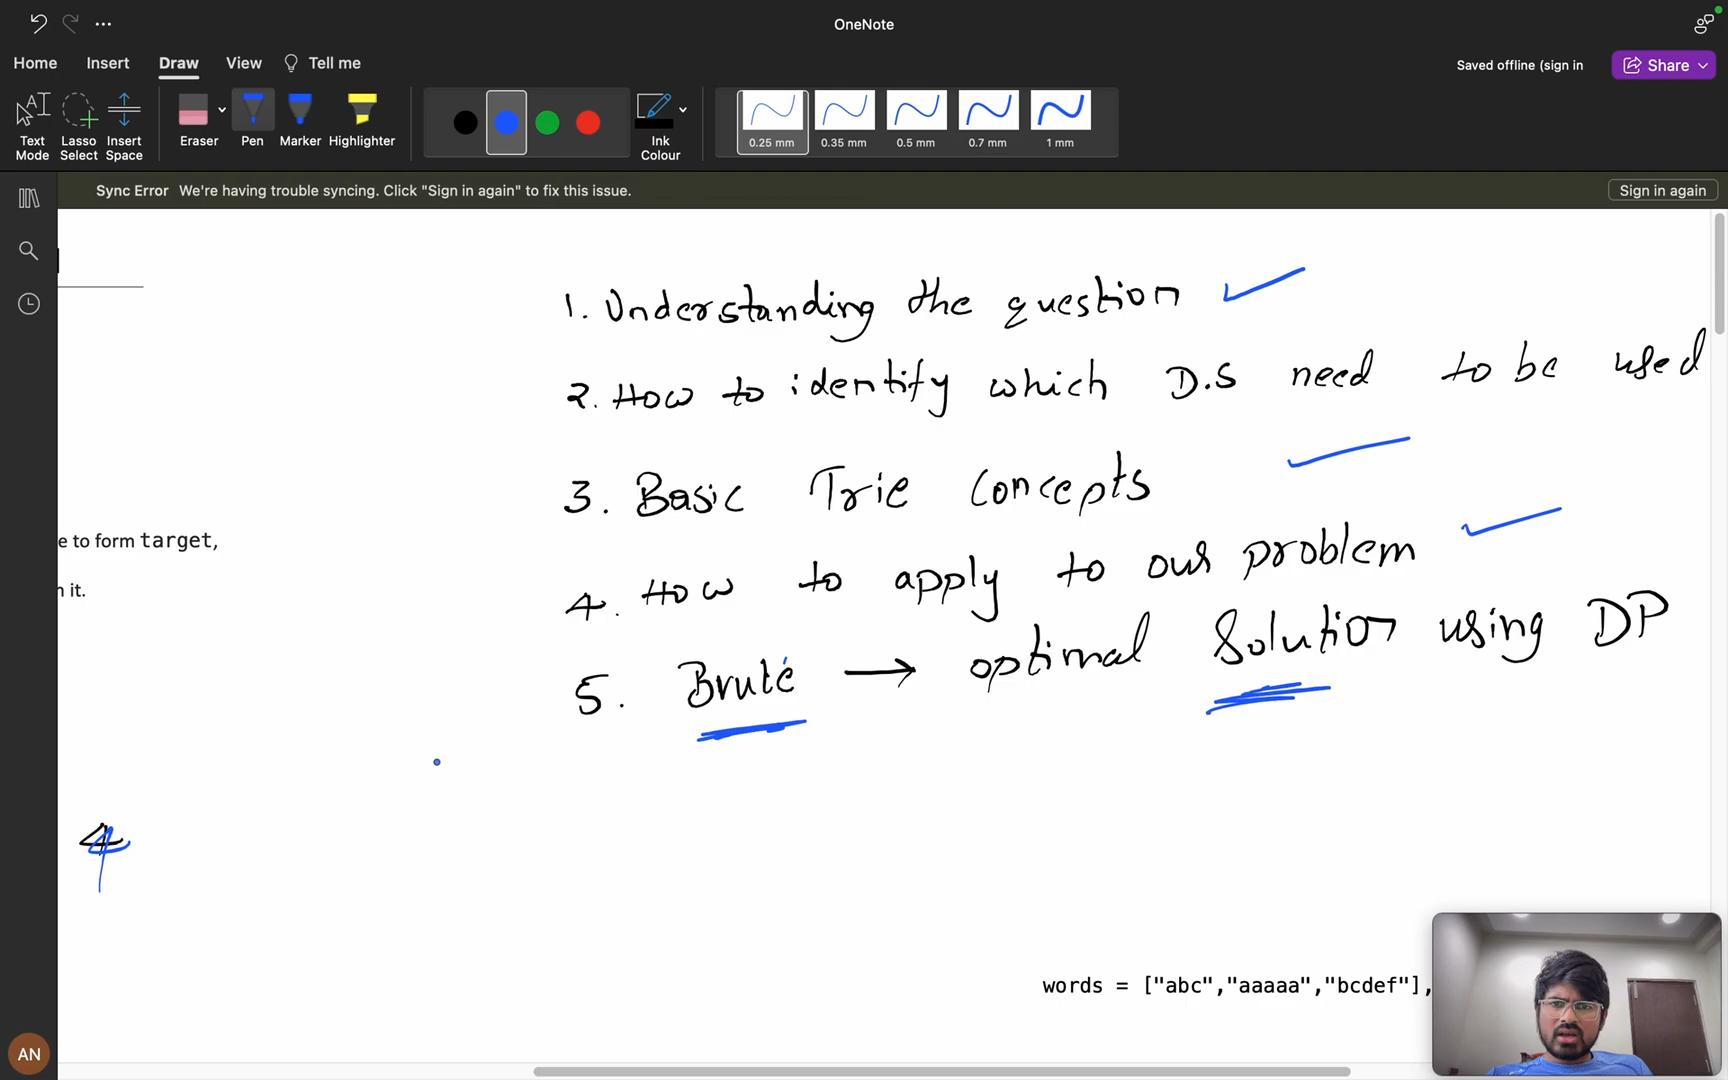 OneNote
Home Insert Draw View Tell me
Saved offline (sign in
Share
Text Mode
Lasso Select
Insert Space
Eraser
Pen
Marker
Highlighter
Ink Colour
0.25 mm
0.35 mm
0.5 mm
0.7 mm
1 mm
Sync Error We're having trouble syncing. Click "Sign in again" to fix this issue.
Sign in again
1. Understanding the question
2. How to identify which D.S need to be used
3. Basic Trie Concepts
e to form target,
4. How to apply to our problem
n it.
5. Brute → optimal Solution using DP
4
words = ["abc","aaaaa","bcdef"],
AN